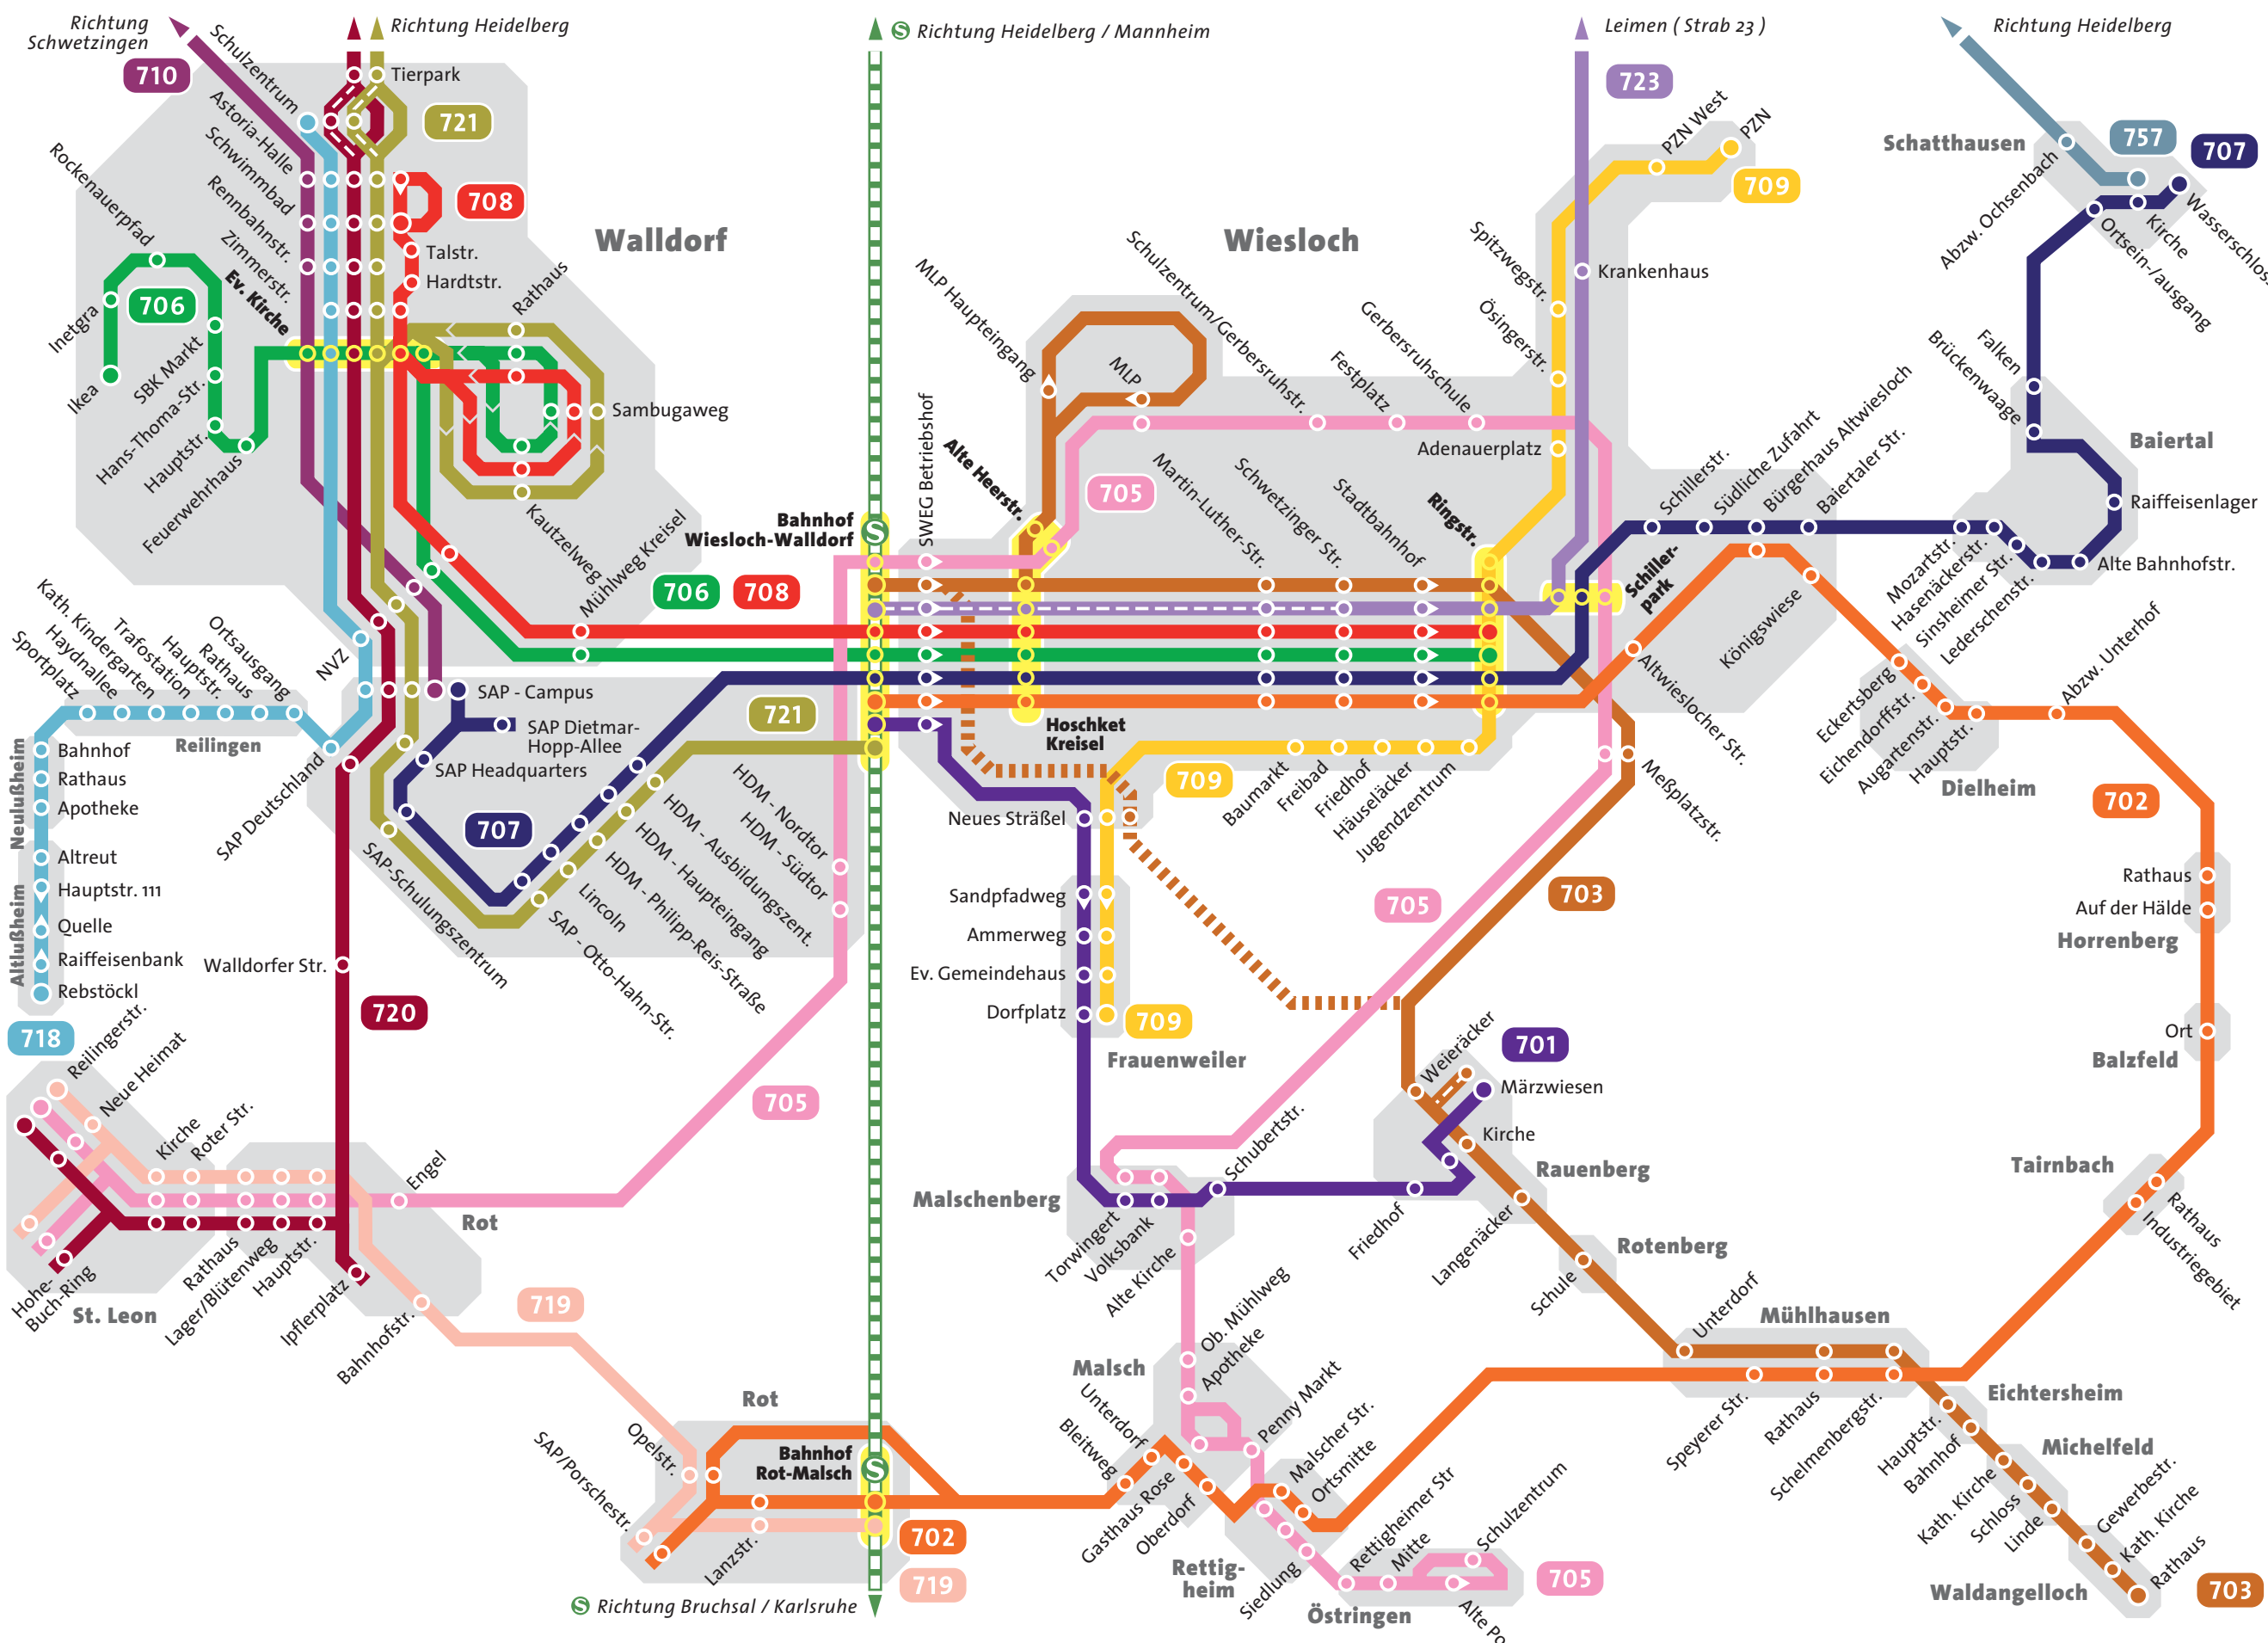 Richtung
Schwetzingen
710
Schulzentrum
Astoria-Halle
Schwimmbad
Rennbahnstr.
Zimmerstr.
Ev. Kirche
Richtung Heidelberg
Tierpark
721
708
Talstr.
Hardtstr.
Rathaus
Walldorf
Rockenauerpfad
Inetgra
706
Ikea
SBK Markt
Hans-Thoma-Str.
Hauptstr.
Feuerwehrhaus
Sambugaweg
Kautzelweg
Mühlweg Kreisel
706
708
S Richtung Heidelberg / Mannheim
Bahnhof
Wiesloch-Walldorf
S
Wiesloch
SWEG Betriebshof
MLP Haupteingang
MLP
Alte Heerstr.
705
Schulzentrum/Gerbersruhstr.
Festplatz
Gerbersruhschule
Martin-Luther-Str.
Schwetzinger Str.
Stadtbahnhof
Ringstr.
Hoschket
Kreisel
Leimen ( Strab 23 )
723
PZN West
PZN
709
Spitzwegstr.
Ösingerstr.
Krankenhaus
Adenauerplatz
Schiller-
park
Schillerstr.
Südliche Zufahrt
Bürgerhaus Altwiesloch
Baiertaler Str.
Königswiese
Altwieslocher Str.
Meßplatzstr.
Richtung Heidelberg
Schatthausen
757
707
Abzw. Ochsenbach
Wasserschloss
Kirche
Ortsein-/ausgang
Falken
Brückenwaage
Baiertal
Raiffeisenlager
Alte Bahnhofstr.
Mozartstr.
Hasenäckerstr.
Sinsheimer Str.
Lederschenstr.
Eckertsberg
Eichendorffstr.
Augartenstr.
Hauptstr.
Dielheim
Abzw. Unterhof
702
Rathaus
Auf der Hälde
Horrenberg
Ort
Balzfeld
Tairnbach
Rathaus
Industriegebiet
Sportplatz
Haydnallee
Kath. Kindergarten
Trafostation
Hauptstr.
Rathaus
Ortsausgang
Reilingen
NVZ
SAP Deutschland
Neulußheim
Bahnhof
Rathaus
Apotheke
Altlußheim
Altreut
Hauptstr. 111
Quelle
Raiffeisenbank
Rebstöckl
718
SAP - Campus
SAP Dietmar-
Hopp-Allee
SAP Headquarters
721
707
SAP-Schulungszentrum
SAP - Otto-Hahn-Str.
Lincoln
HDM - Philipp-Reis-Straße
HDM - Haupteingang
HDM - Ausbildungszent.
HDM - Nordtor
HDM - Südtor
Walldorfer Str.
720
Reilingerstr.
Neue Heimat
Kirche
Roter Str.
Hohe-
Buch-Ring
St. Leon
Rathaus
Lager/Blütenweg
Hauptstr.
Ipflerplatz
Engel
Rot
Bahnhofstr.
705
719
Rot
Opelstr.
SAP/Porschestr.
Lanzstr.
Bahnhof
Rot-Malsch
S
702
719
S Richtung Bruchsal / Karlsruhe
709
Baumarkt
Freibad
Friedhof
Häuseläcker
Jugendzentrum
Neues Sträßel
Sandpfadweg
Ammerweg
Ev. Gemeindehaus
Dorfplatz
709
Frauenweiler
705
703
701
Weieräcker
Märzwiesen
Kirche
Rauenberg
Friedhof
Langenäcker
Rotenberg
Schule
Malschenberg
Torwingert
Volksbank
Alte Kirche
Schubertstr.
Malsch
Ob. Mühlweg
Apotheke
Unterdorf
Bleitweg
Gasthaus Rose
Oberdorf
Penny Markt
Malscher Str.
Ortsmitte
Rettig-
heim
Siedlung
Rettigheimer Str
Mitte
Schulzentrum
Alte Po
Östringen
705
Mühlhausen
Unterdorf
Speyerer Str.
Rathaus
Schelmenbergstr.
Eichtersheim
Hauptstr.
Bahnhof
Michelfeld
Kath. Kirche
Schloss
Linde
Gewerbestr.
Kath. Kirche
Rathaus
Waldangelloch
703